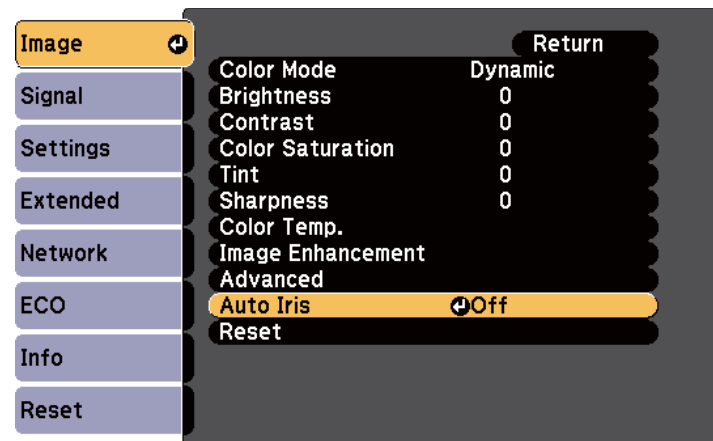 Image
Signal
Settings
Extended
Network
ECO
Info
Reset
Return
Color Mode Dynamic
Brightness 0
Contrast 0
Color Saturation 0
Tint 0
Sharpness 0
Color Temp.
Image Enhancement
Advanced
Auto Iris Off
Reset